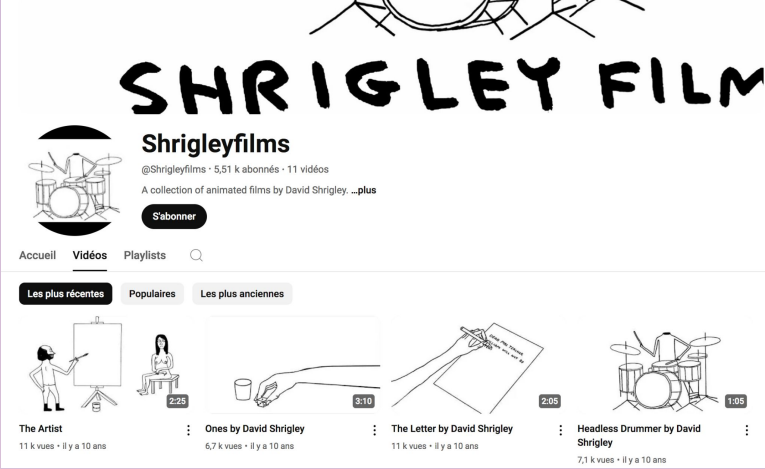 SHRIGLEY FILM
Shrigleyfilms
@Shrigleyfilms · 5,51 k abonnés · 11 vidéos
A collection of animated films by David Shrigley. ...plus
S'abonner
Accueil Vidéos Playlists
Les plus récentes Populaires Les plus anciennes
2:25 3:10 2:05 1:05
The Artist
11 k vues • il y a 10 ans
Ones by David Shrigley
6,7 k vues • il y a 10 ans
The Letter by David Shrigley
11 k vues • il y a 10 ans
Headless Drummer by David
Shrigley
7,1 k vues • il y a 10 ans